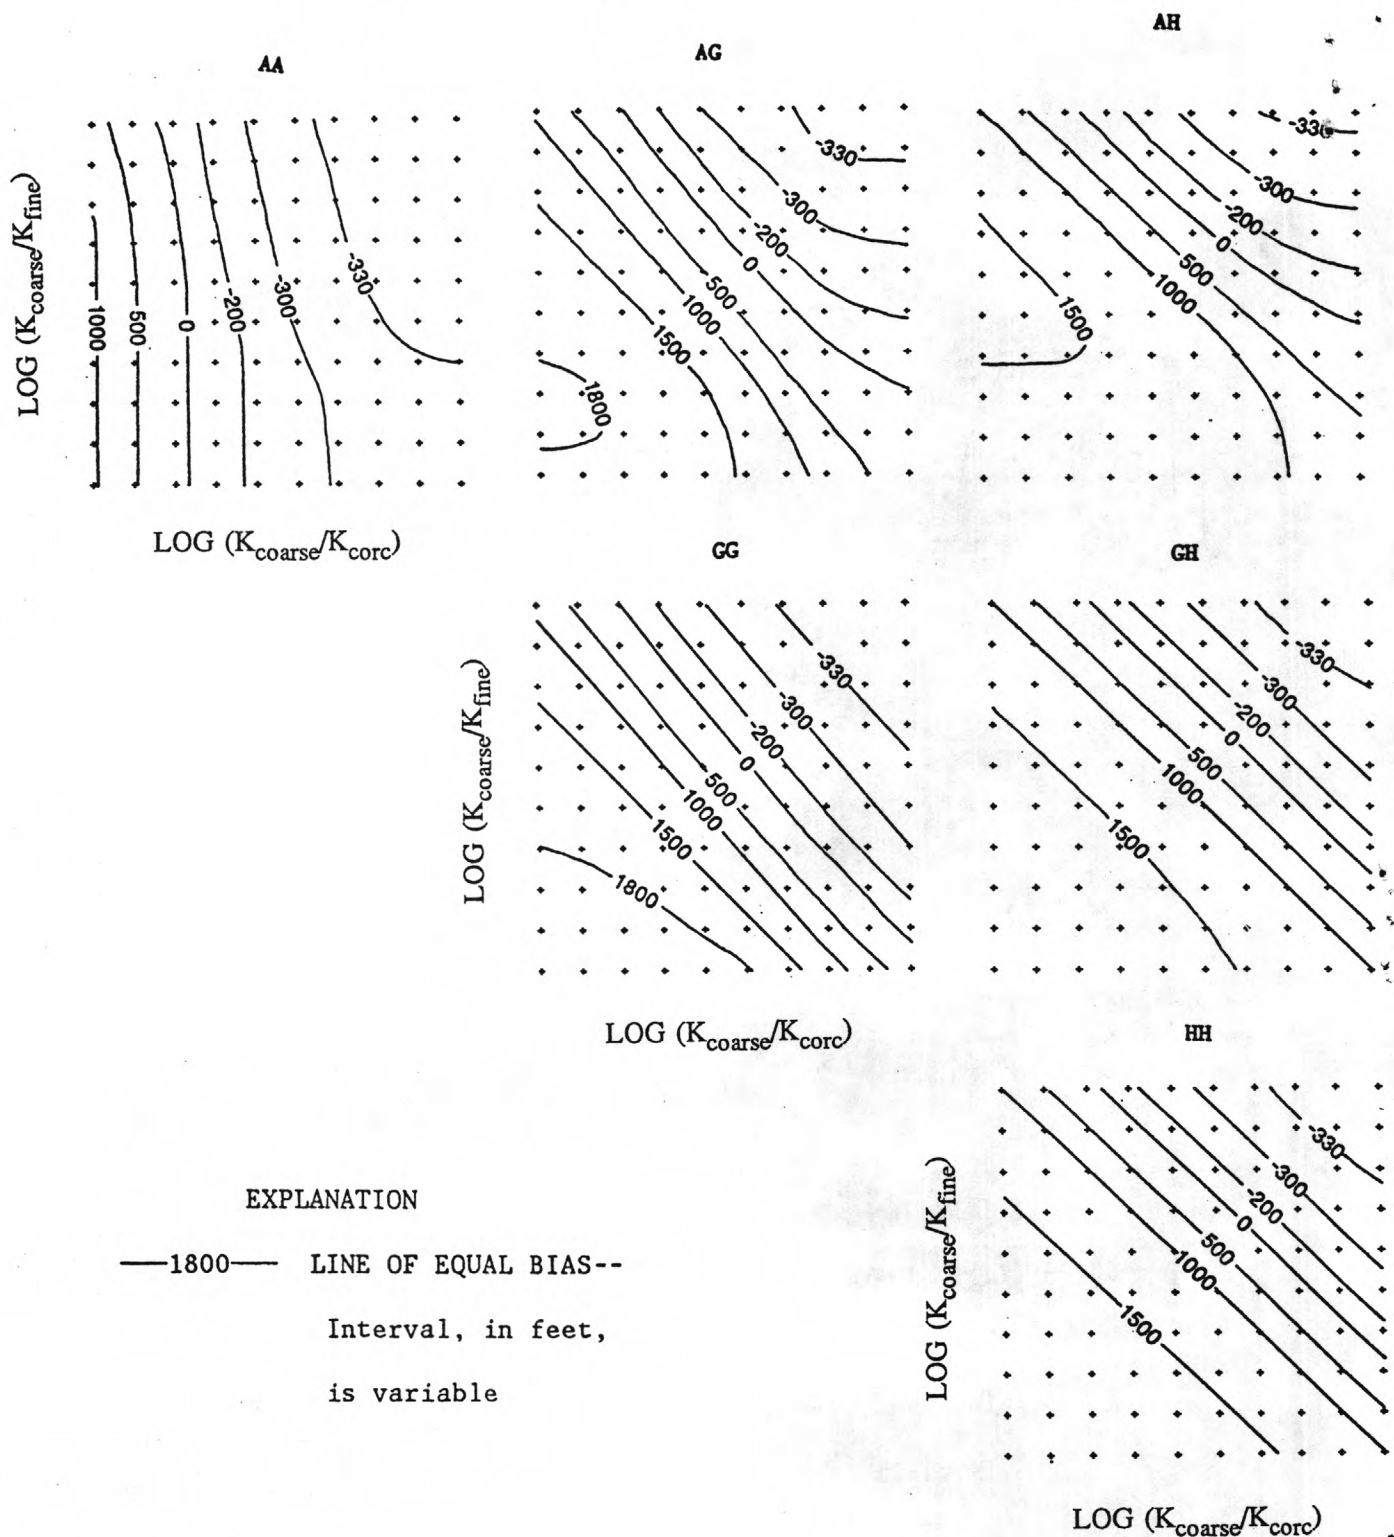 AH
AG
AA
LOG (Kcoarse/Kfine)
1000
500
0
-200
-300
-330
1800
1500
1000
500
0
-200
-300
-330
1500
1000
500
0
-200
-300
-330
LOG (Kcoarse/Kcorc)
GG
GH
LOG (Kcoarse/Kfine)
1800
1500
1000
500
0
-200
-300
-330
1500
1000
500
0
-200
-300
-330
LOG (Kcoarse/Kcorc)
HH
LOG (Kcoarse/Kfine)
1500
1000
500
0
-200
-300
-330
LOG (Kcoarse/Kcorc)
EXPLANATION
1800 LINE OF EQUAL BIAS--
Interval, in feet,
is variable